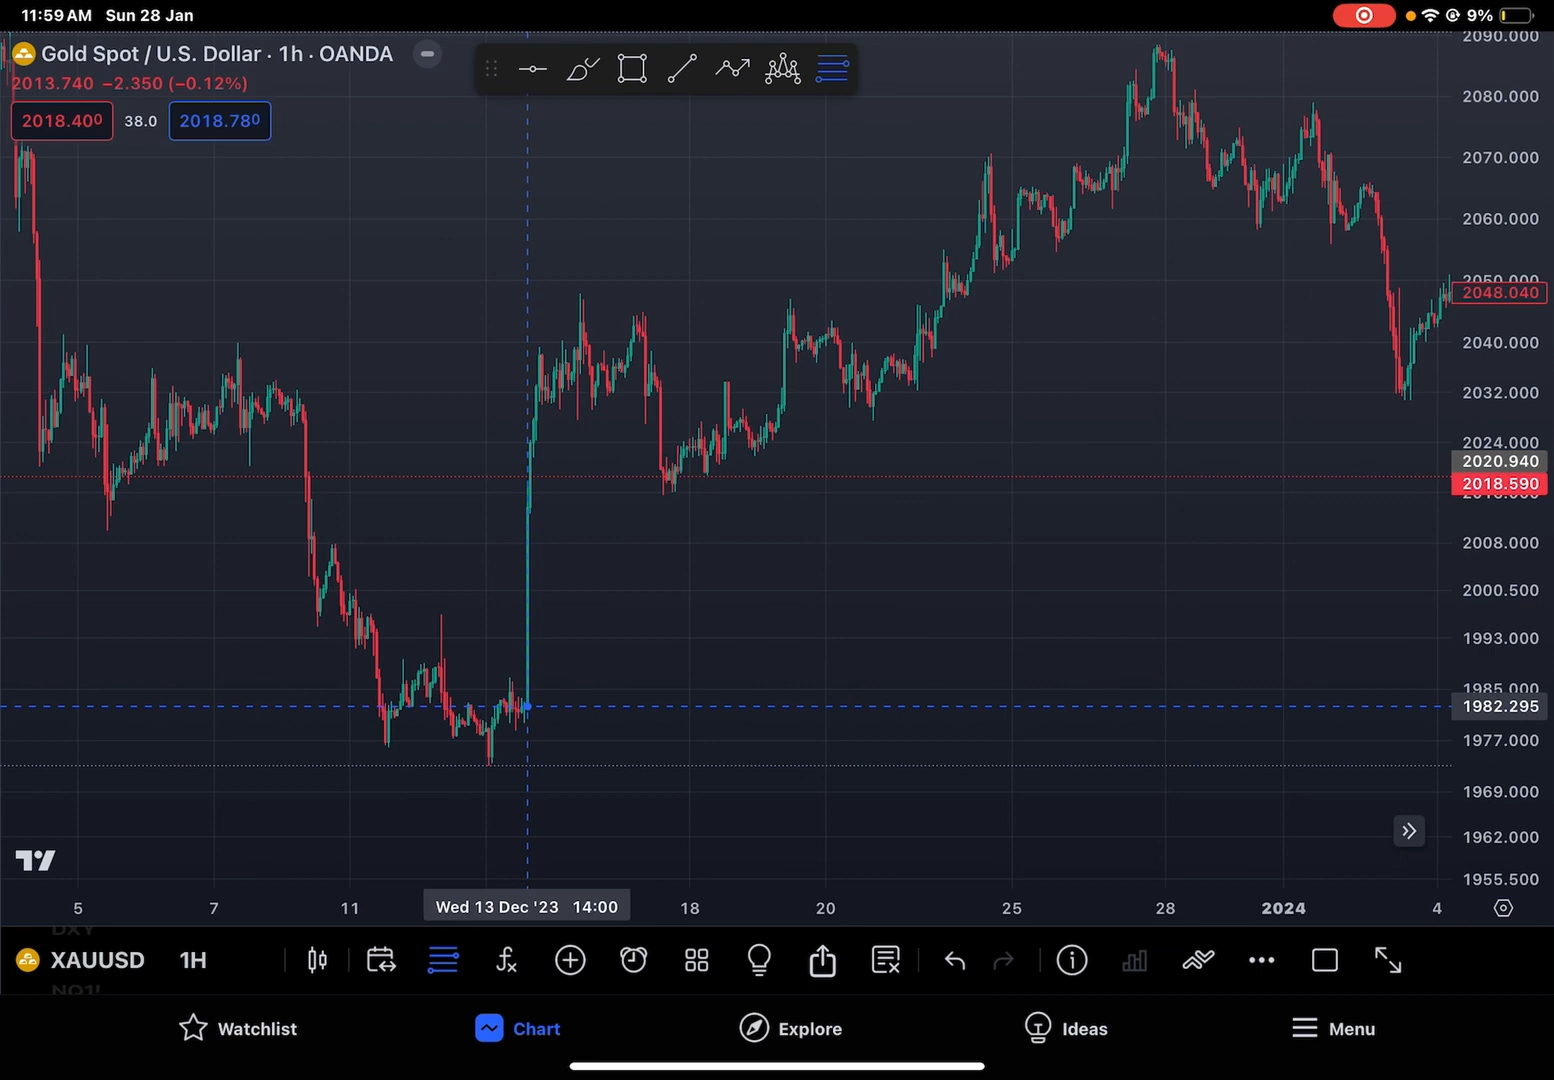 11:59 AM Sun 28 Jan
9%
Gold Spot / U.S. Dollar · 1h · OANDA
2013.740 −2.350 (−0.12%)
2018.400 38.0 2018.780
2090.000
2080.000
2070.000
2060.000
2050.000
2048.040
2040.000
2032.000
2024.000
2020.940
2018.590
2008.000
2000.500
1993.000
1985.000
1982.295
1977.000
1969.000
1962.000
1955.500
5 7 11 Wed 13 Dec '23 14:00 18 20 25 28 2024 4
DXY
XAUUSD 1H
NQ1!
Watchlist Chart Explore Ideas Menu